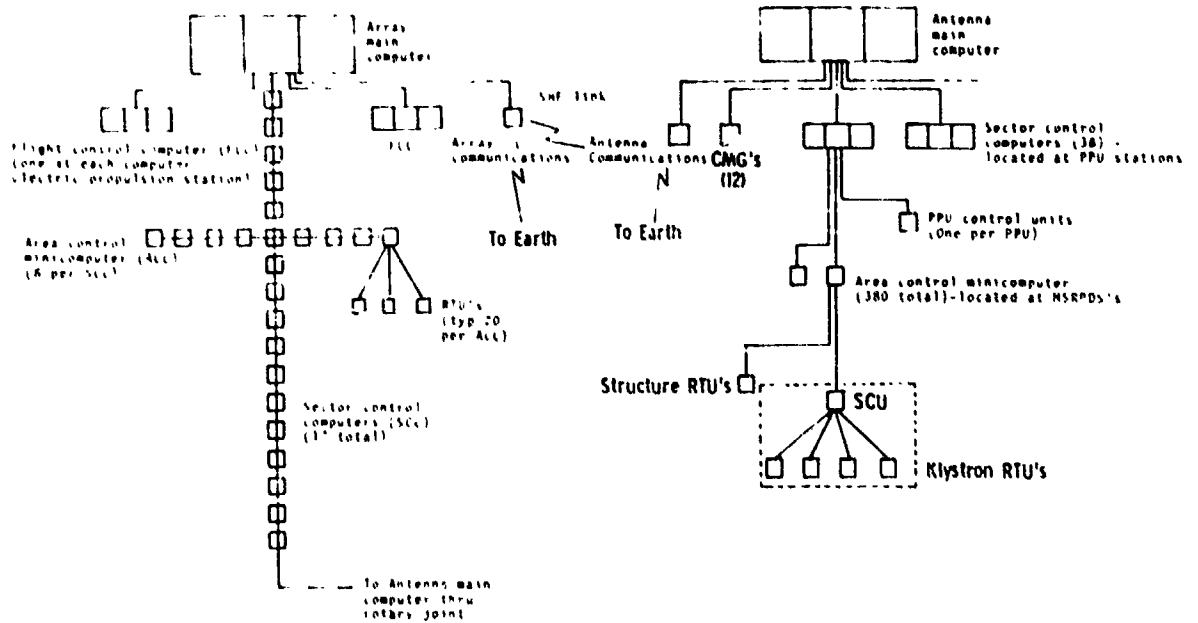 Array
main
computer
Antenna
main
computer
SHF link
Flight control computer (FCC)
(one at each computer
electric propulsion station)
FCC
Array
communications
Antenna
Communications
CMG's
(12)
Sector control
computers (38) -
located at PPU stations
To Earth
To Earth
PPU control units
(One per PPU)
Area control
minicomputer (ACC)
(8 per SCC)
RTU's
(typ 20
per ACC)
Area control minicomputer
(380 total)-located at MSRPDS's
Structure RTU's
SCU
Klystron RTU's
Sector control
computers (SCC)
total)
To Antenna main
computer thru
rotary joint